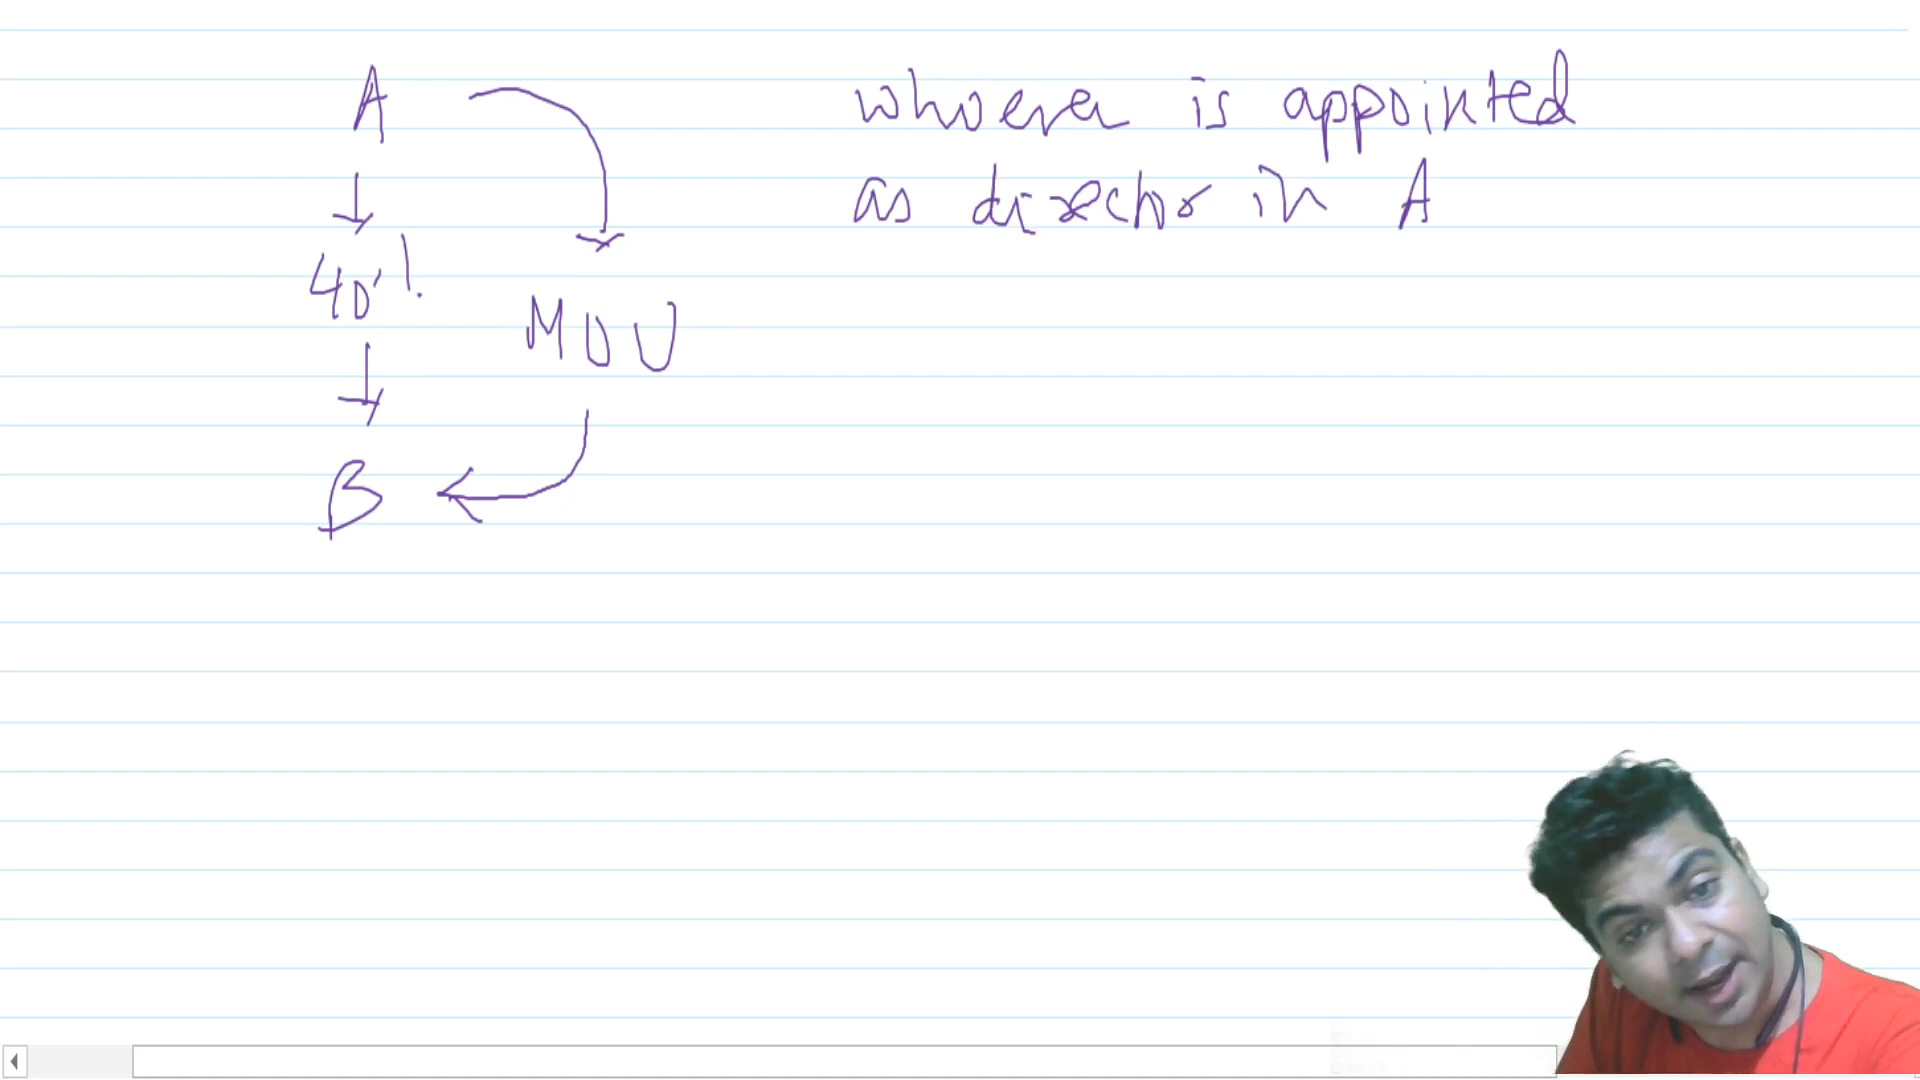 A
whoever is appointed
as director in A
40%
MOU
B